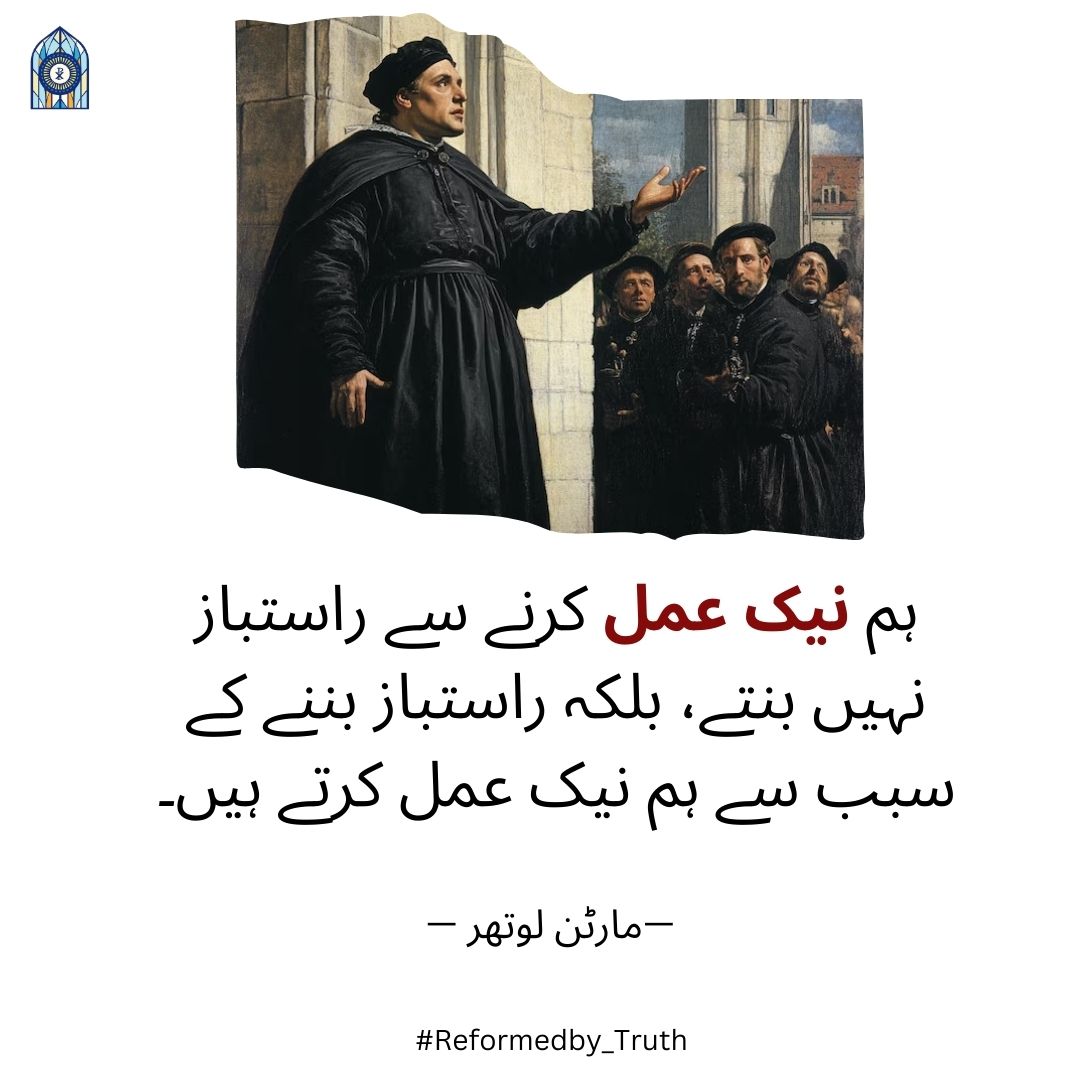 ہم نیک عمل کرنے سے راستباز
نہیں بنتے، بلکہ راستباز بننے کے
سبب سے ہم نیک عمل کرتے ہیں۔
—مارٹن لوتھر —
#Reformedby_Truth